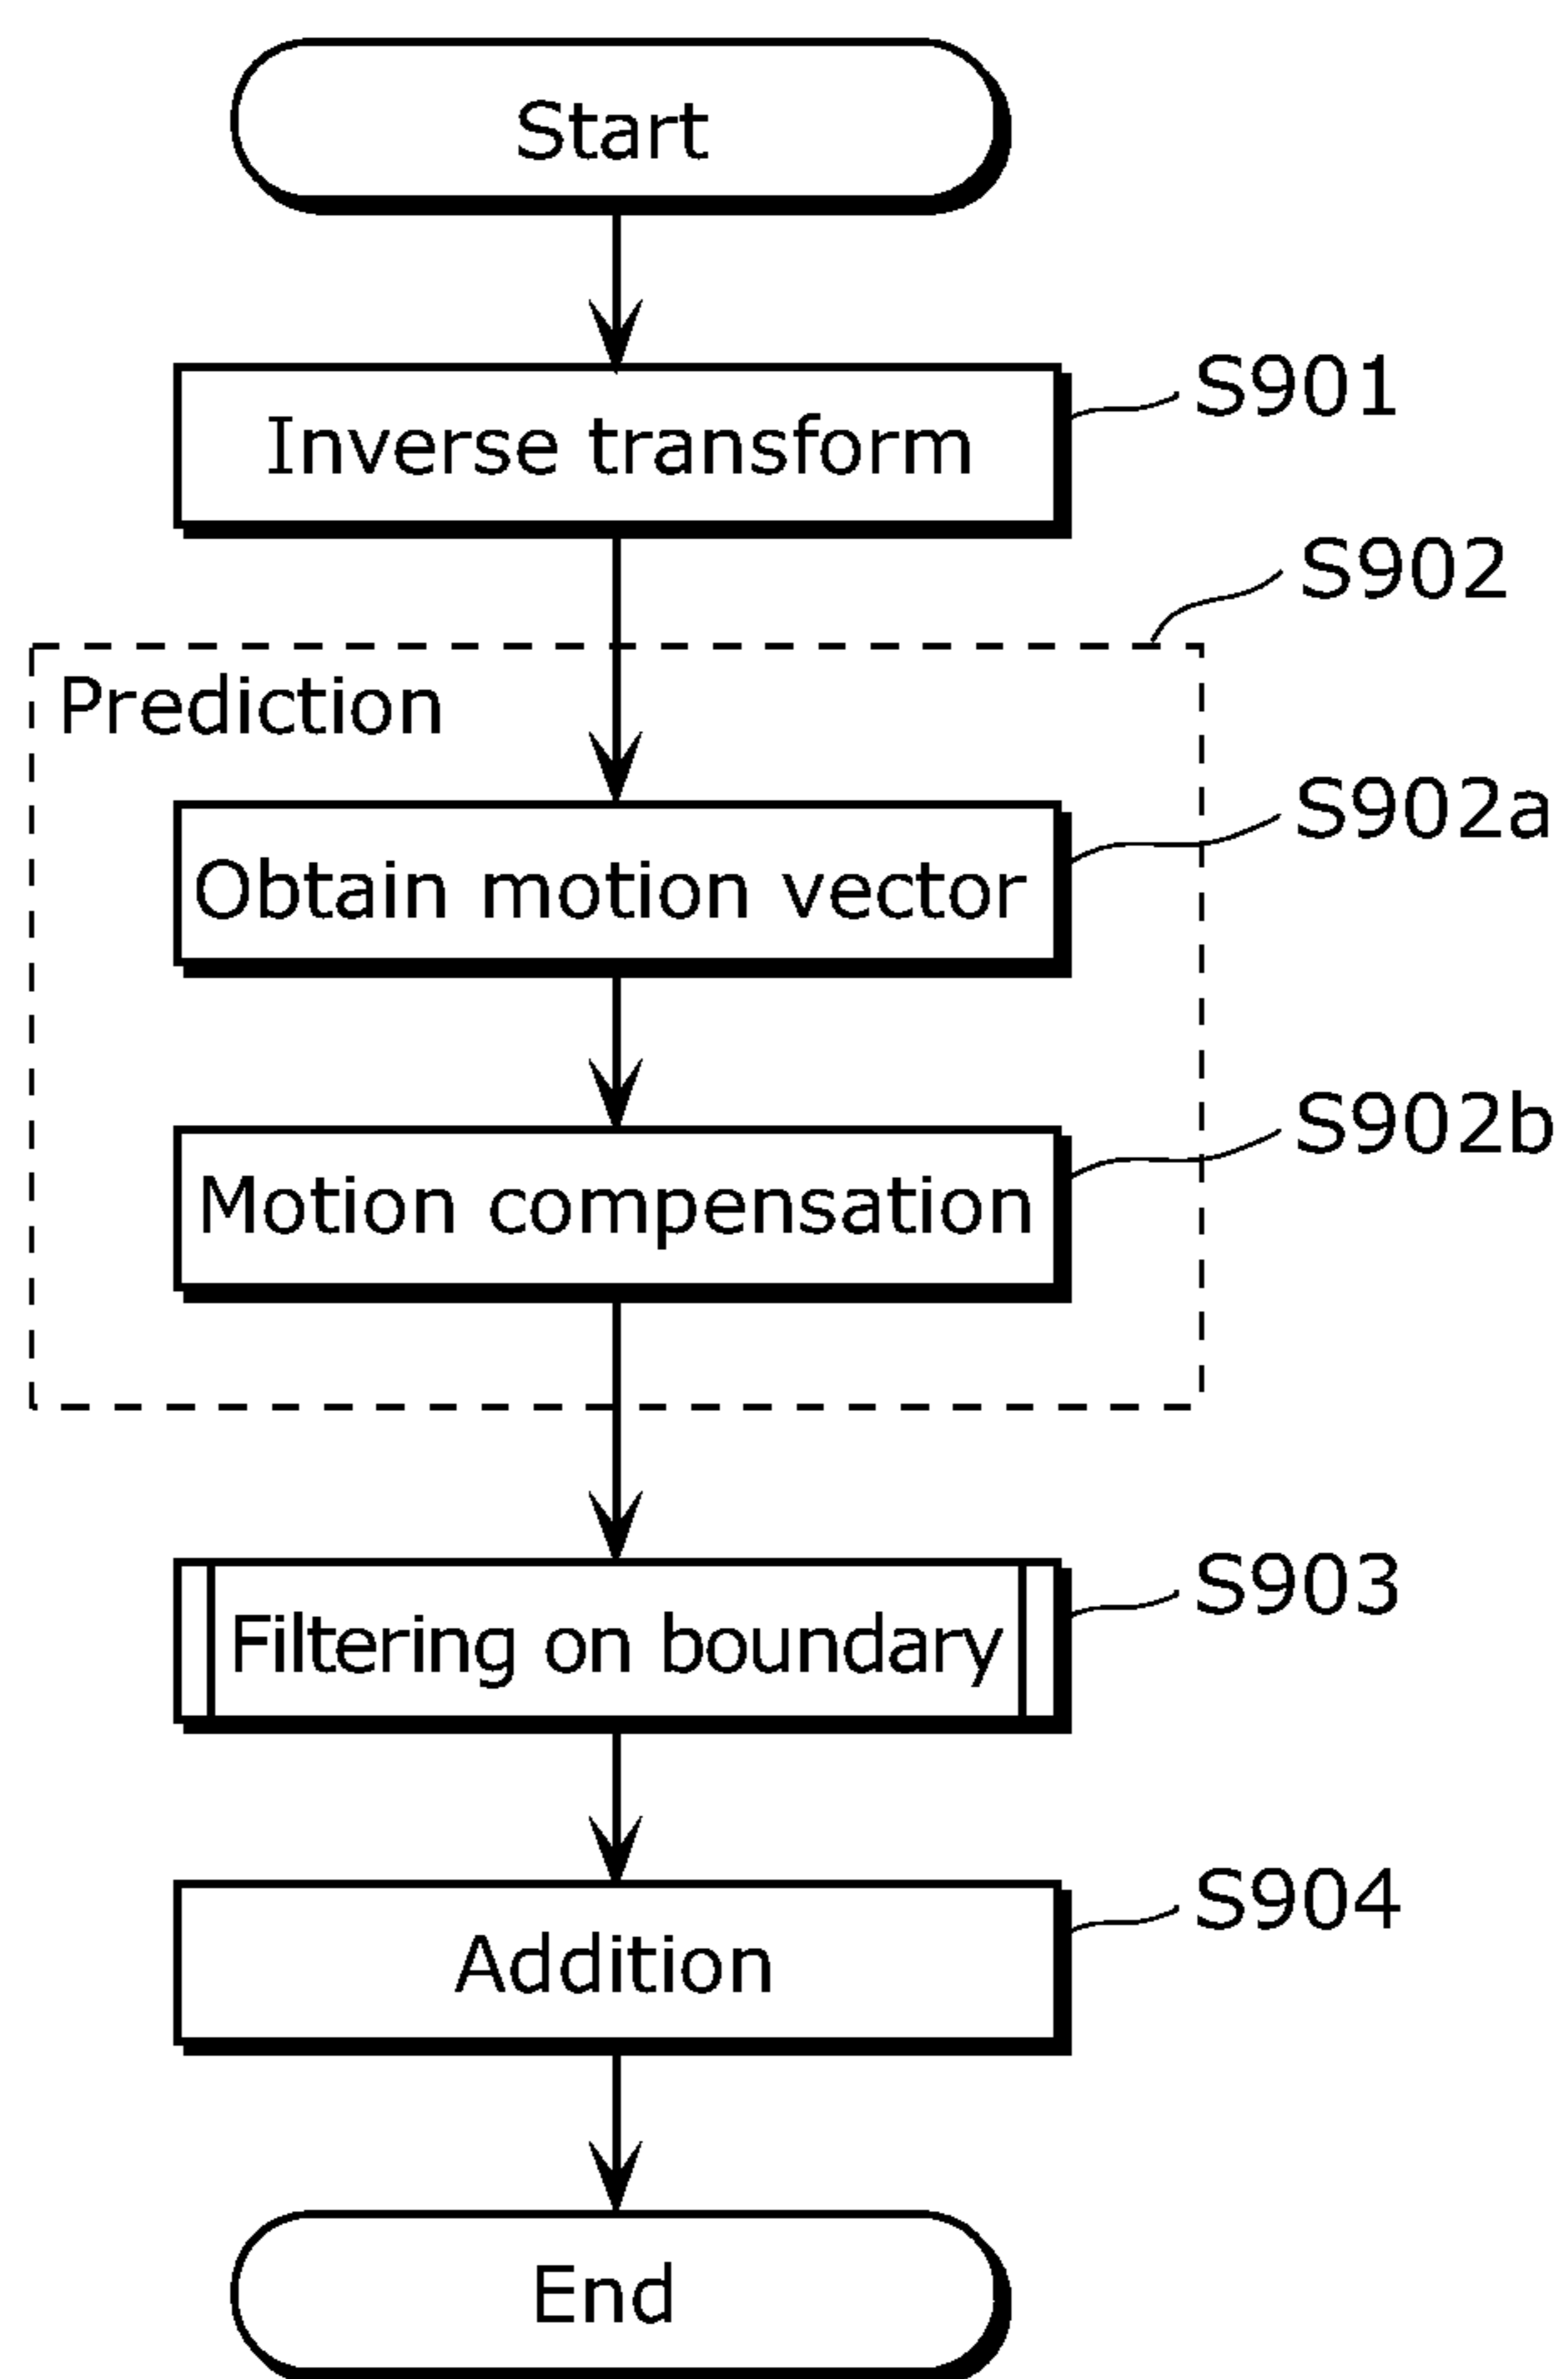 Start
Inverse transform
S901
S902
Prediction
Obtain motion vector
S902a
Motion compensation
S902b
Filtering on boundary
S903
Addition
S904
End